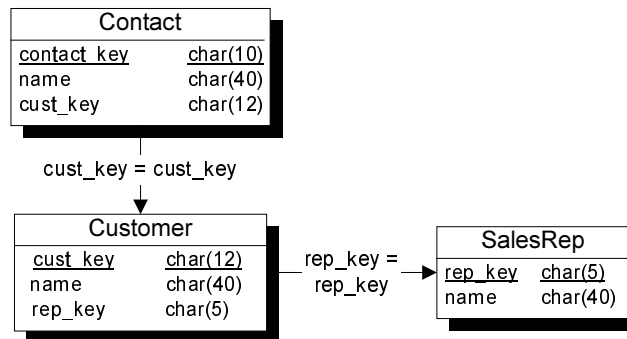 Contact
contact_key char(10)
name char(40)
cust_key char(12)
cust_key = cust_key
Customer
cust_key char(12)
name char(40)
rep_key char(5)
rep_key =
rep_key
SalesRep
rep_key char(5)
name char(40)